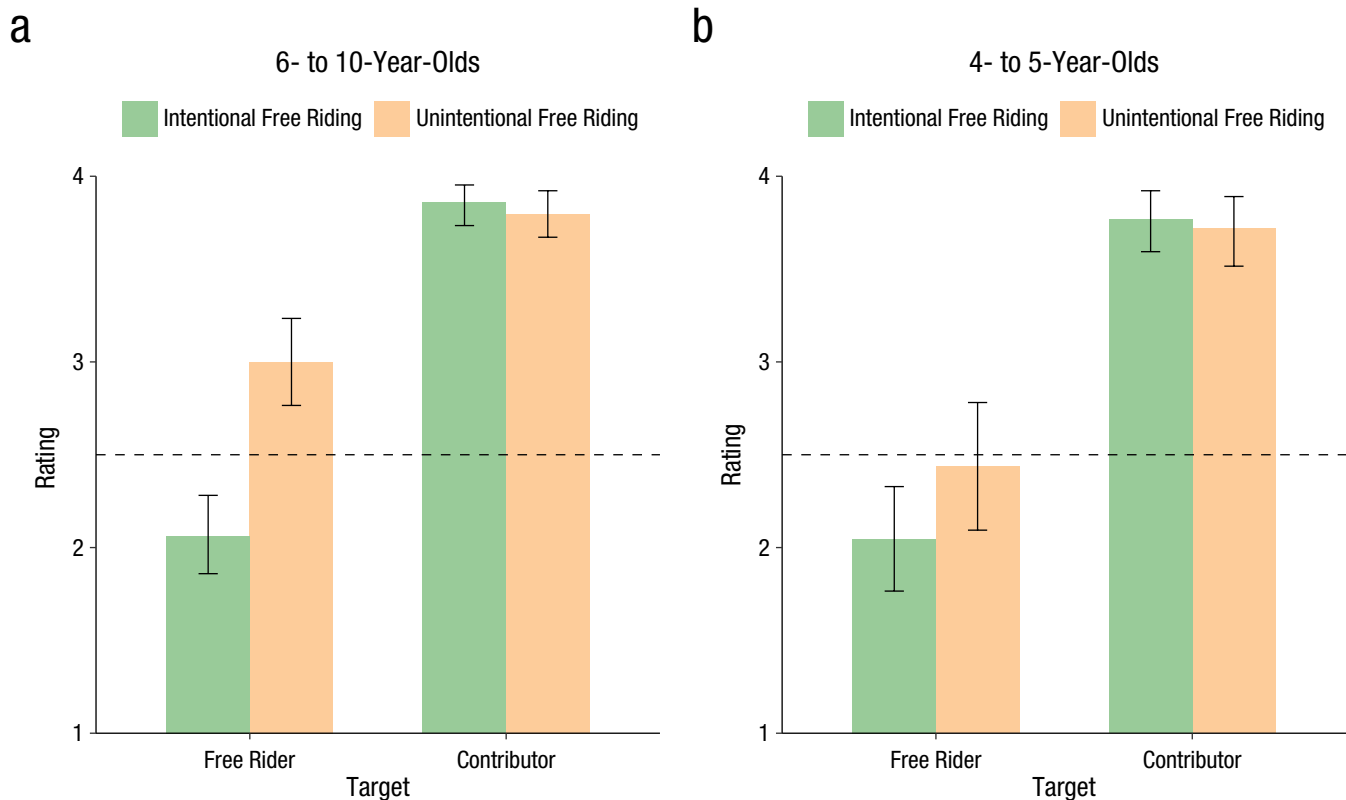 a
6- to 10-Year-Olds
Intentional Free Riding
Unintentional Free Riding
4
3
2
1
Rating
Free Rider
Contributor
Target
b
4- to 5-Year-Olds
Intentional Free Riding
Unintentional Free Riding
4
3
2
1
Rating
Free Rider
Contributor
Target